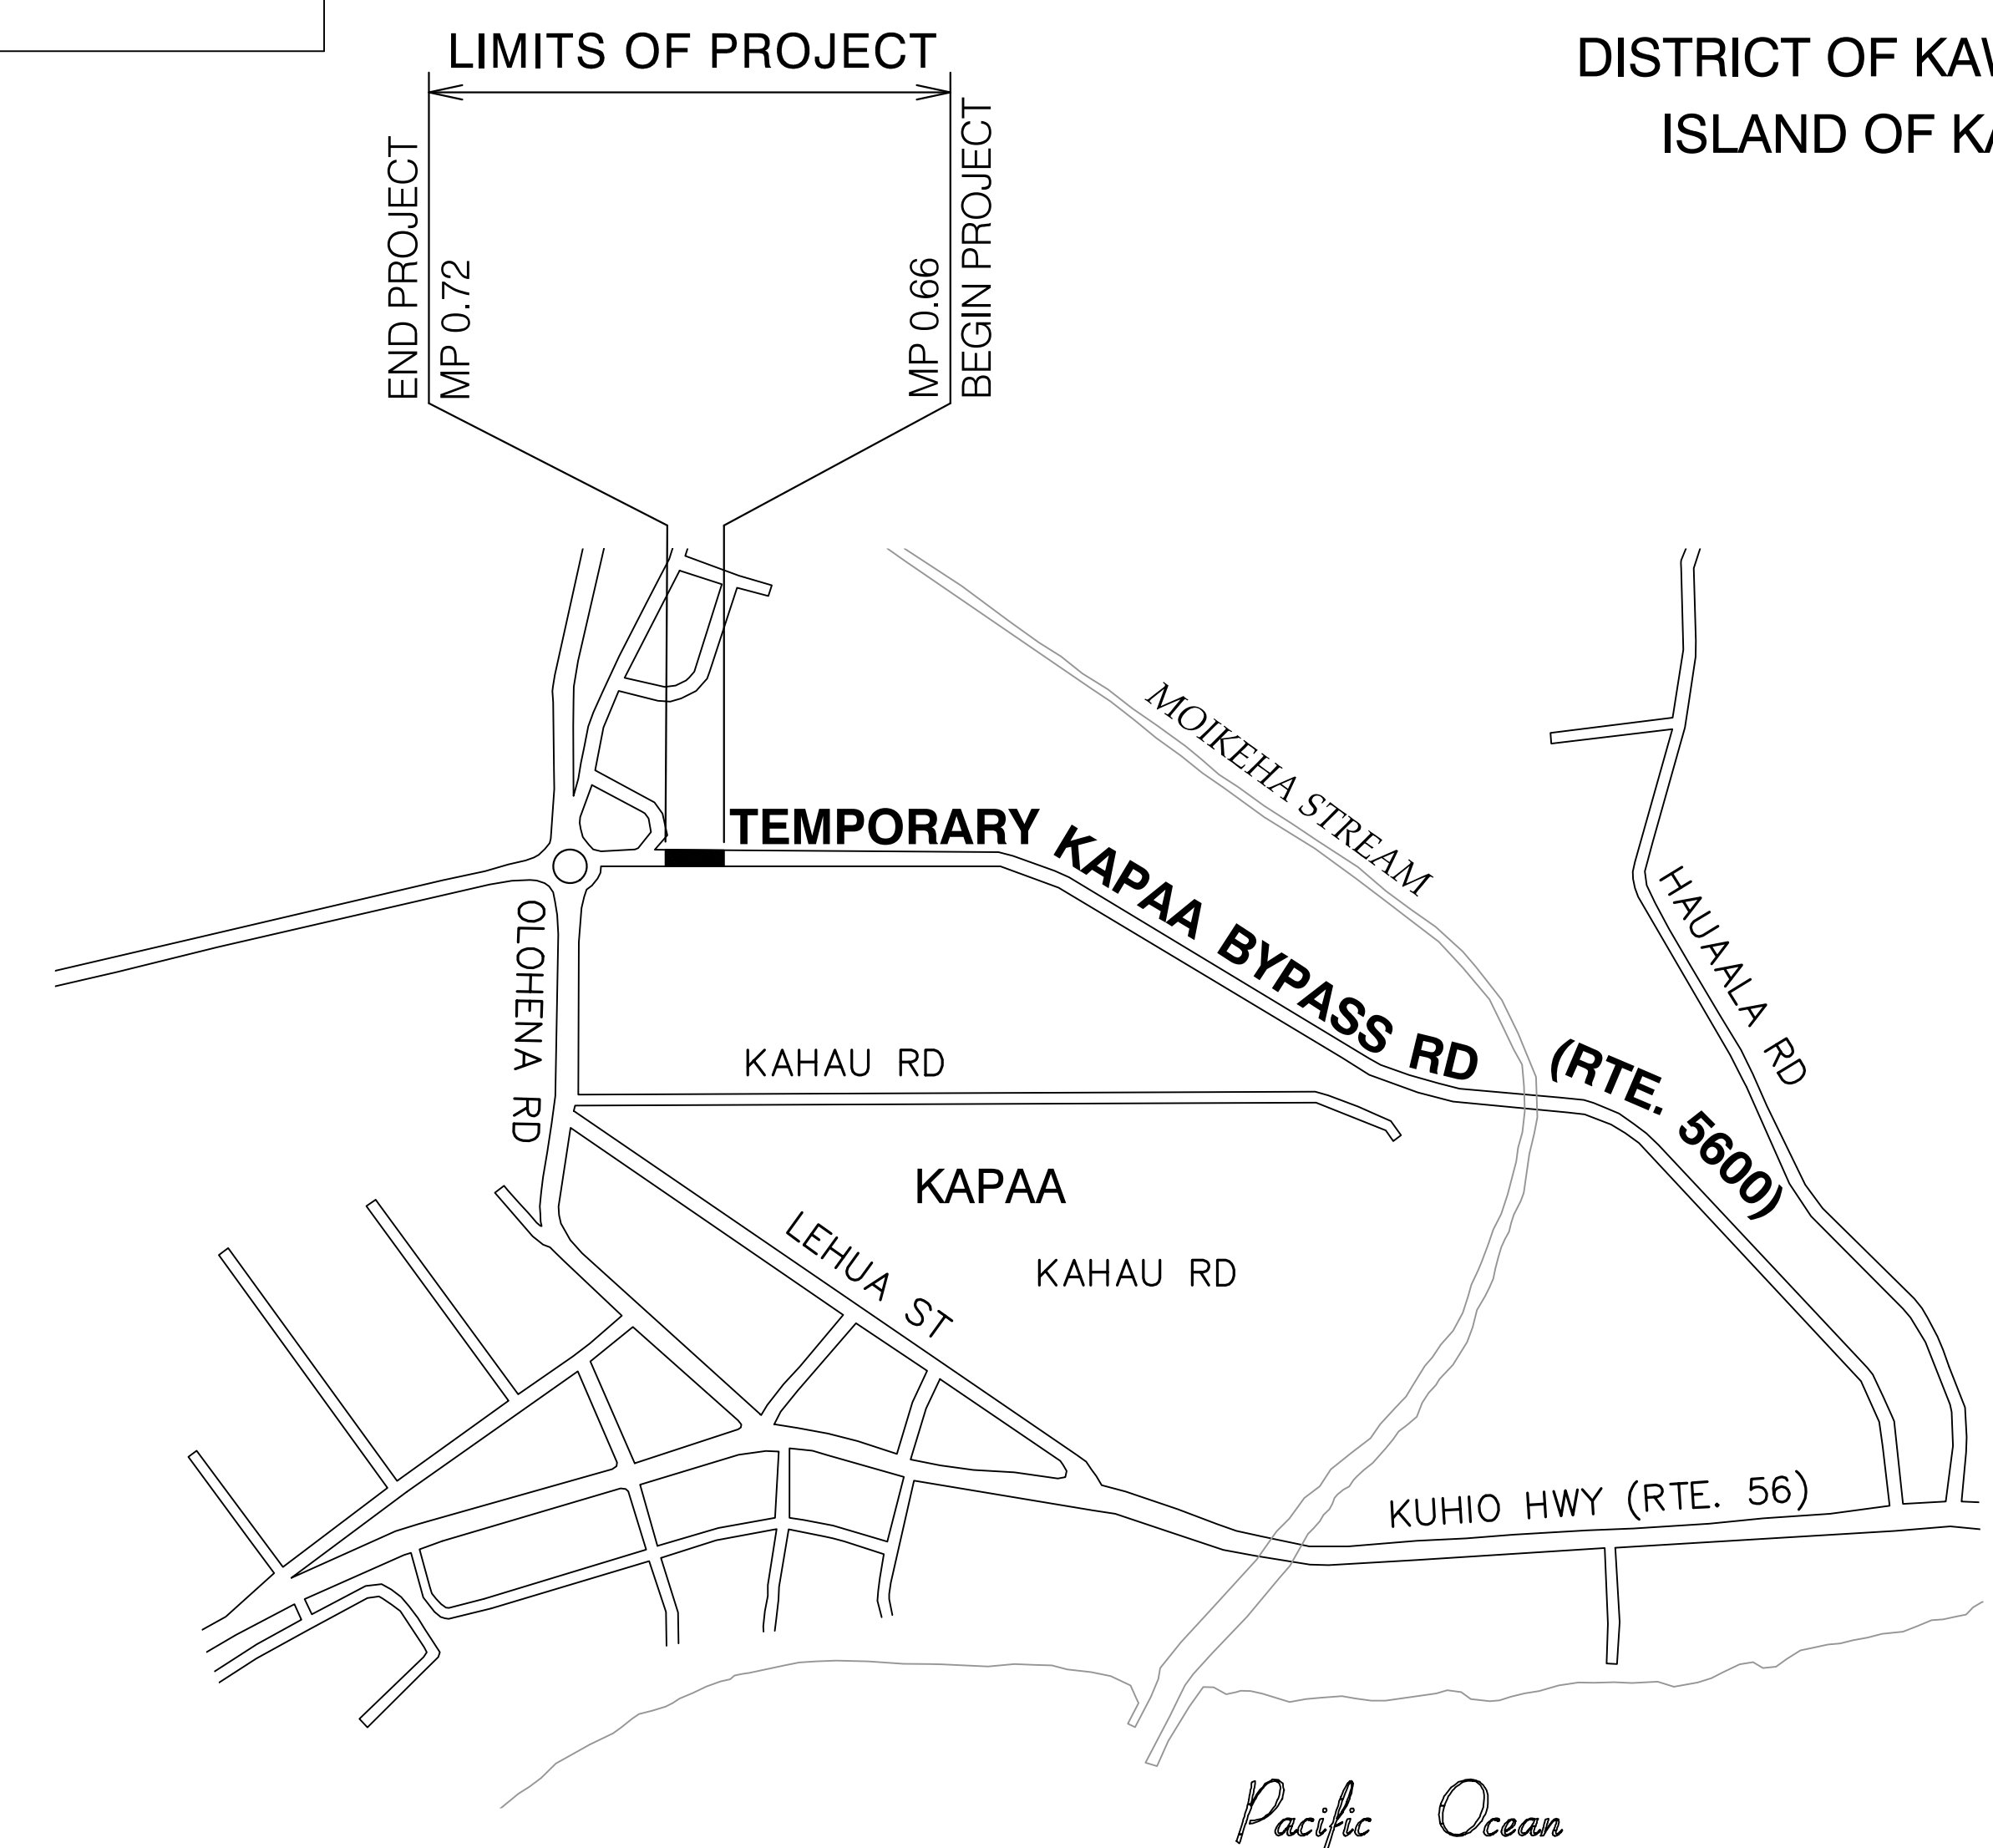 LIMITS OF PROJECT
DISTRICT OF
ISLAND OF
END PROJECT
MP 0.72
MP 0.66
BEGIN PROJECT
MOIKEHA STREAM
TEMPORARY KAPAA BYPASS RD (RTE. 5600)
HAUAALA RD
OLOHENA RD
KAHAU RD
KAPAA
LEHUA ST
KAHAU RD
KUHIO HWY (RTE. 56)
Pacific Ocean